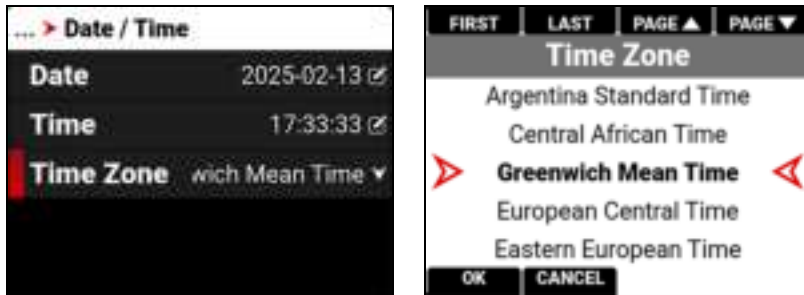 ... > Date / Time
Date 2025-02-13
Time 17:33:33
Time Zone wich Mean Time
FIRST LAST PAGE▲ PAGE▼
Time Zone
Argentina Standard Time
Central African Time
Greenwich Mean Time
European Central Time
Eastern European Time
OK CANCEL